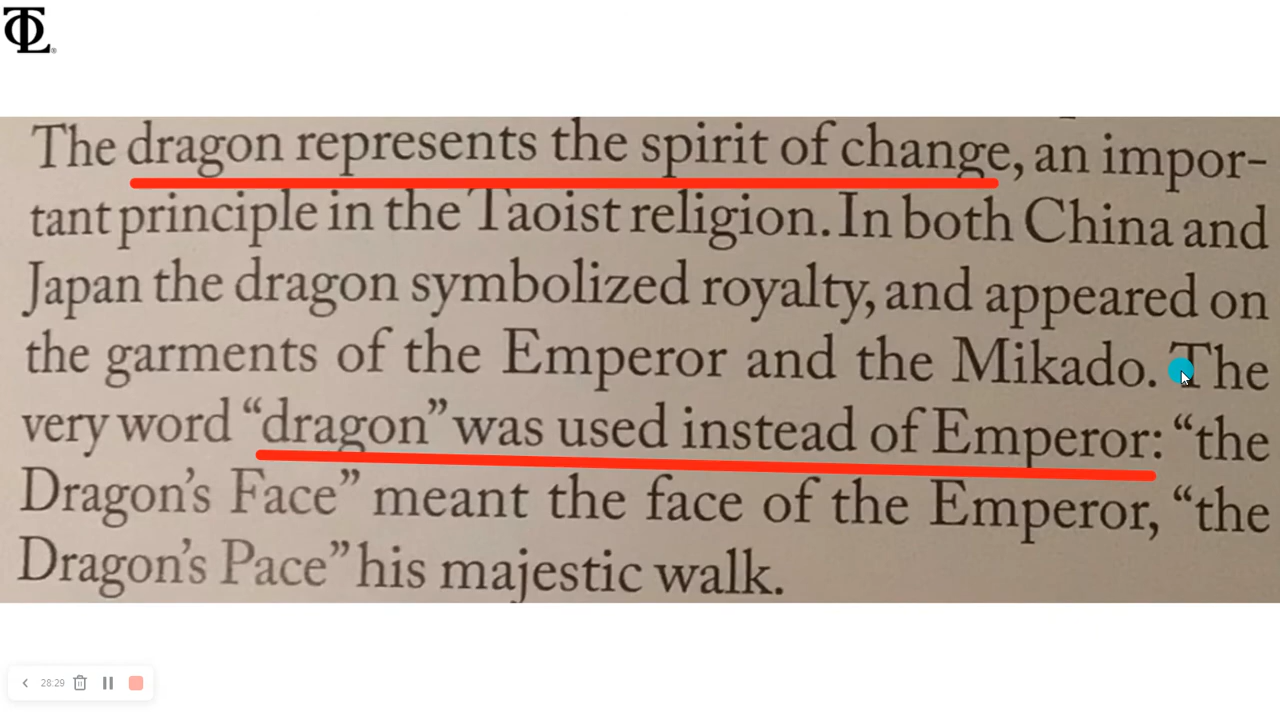 The dragon represents the spirit of change, an impor-
tant principle in the Taoist religion. In both China and
Japan the dragon symbolized royalty, and appeared on
the garments of the Emperor and the Mikado. The
very word “dragon” was used instead of Emperor: “the
Dragon’s Face” meant the face of the Emperor, “the
Dragon’s Pace” his majestic walk.
28:29